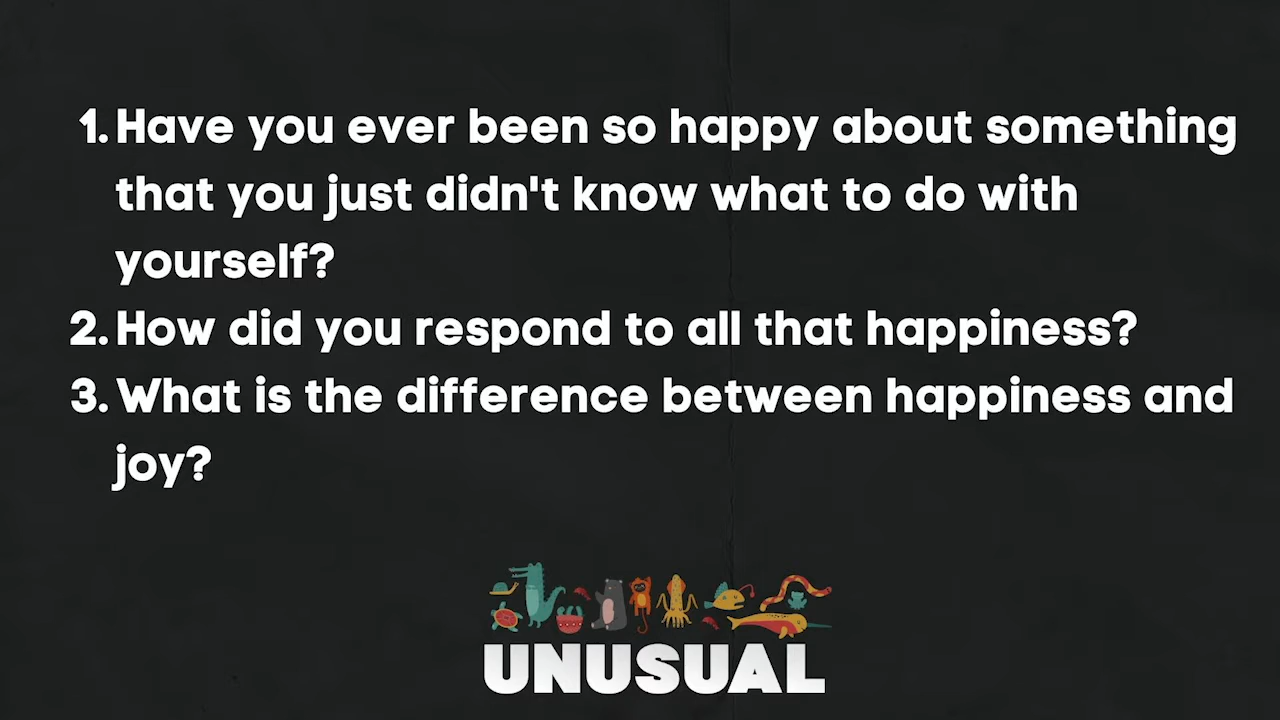 1. Have you ever been so happy about something
that you just didn't know what to do with
yourself?
2. How did you respond to all that happiness?
3. What is the difference between happiness and
joy?
UNUSUAL